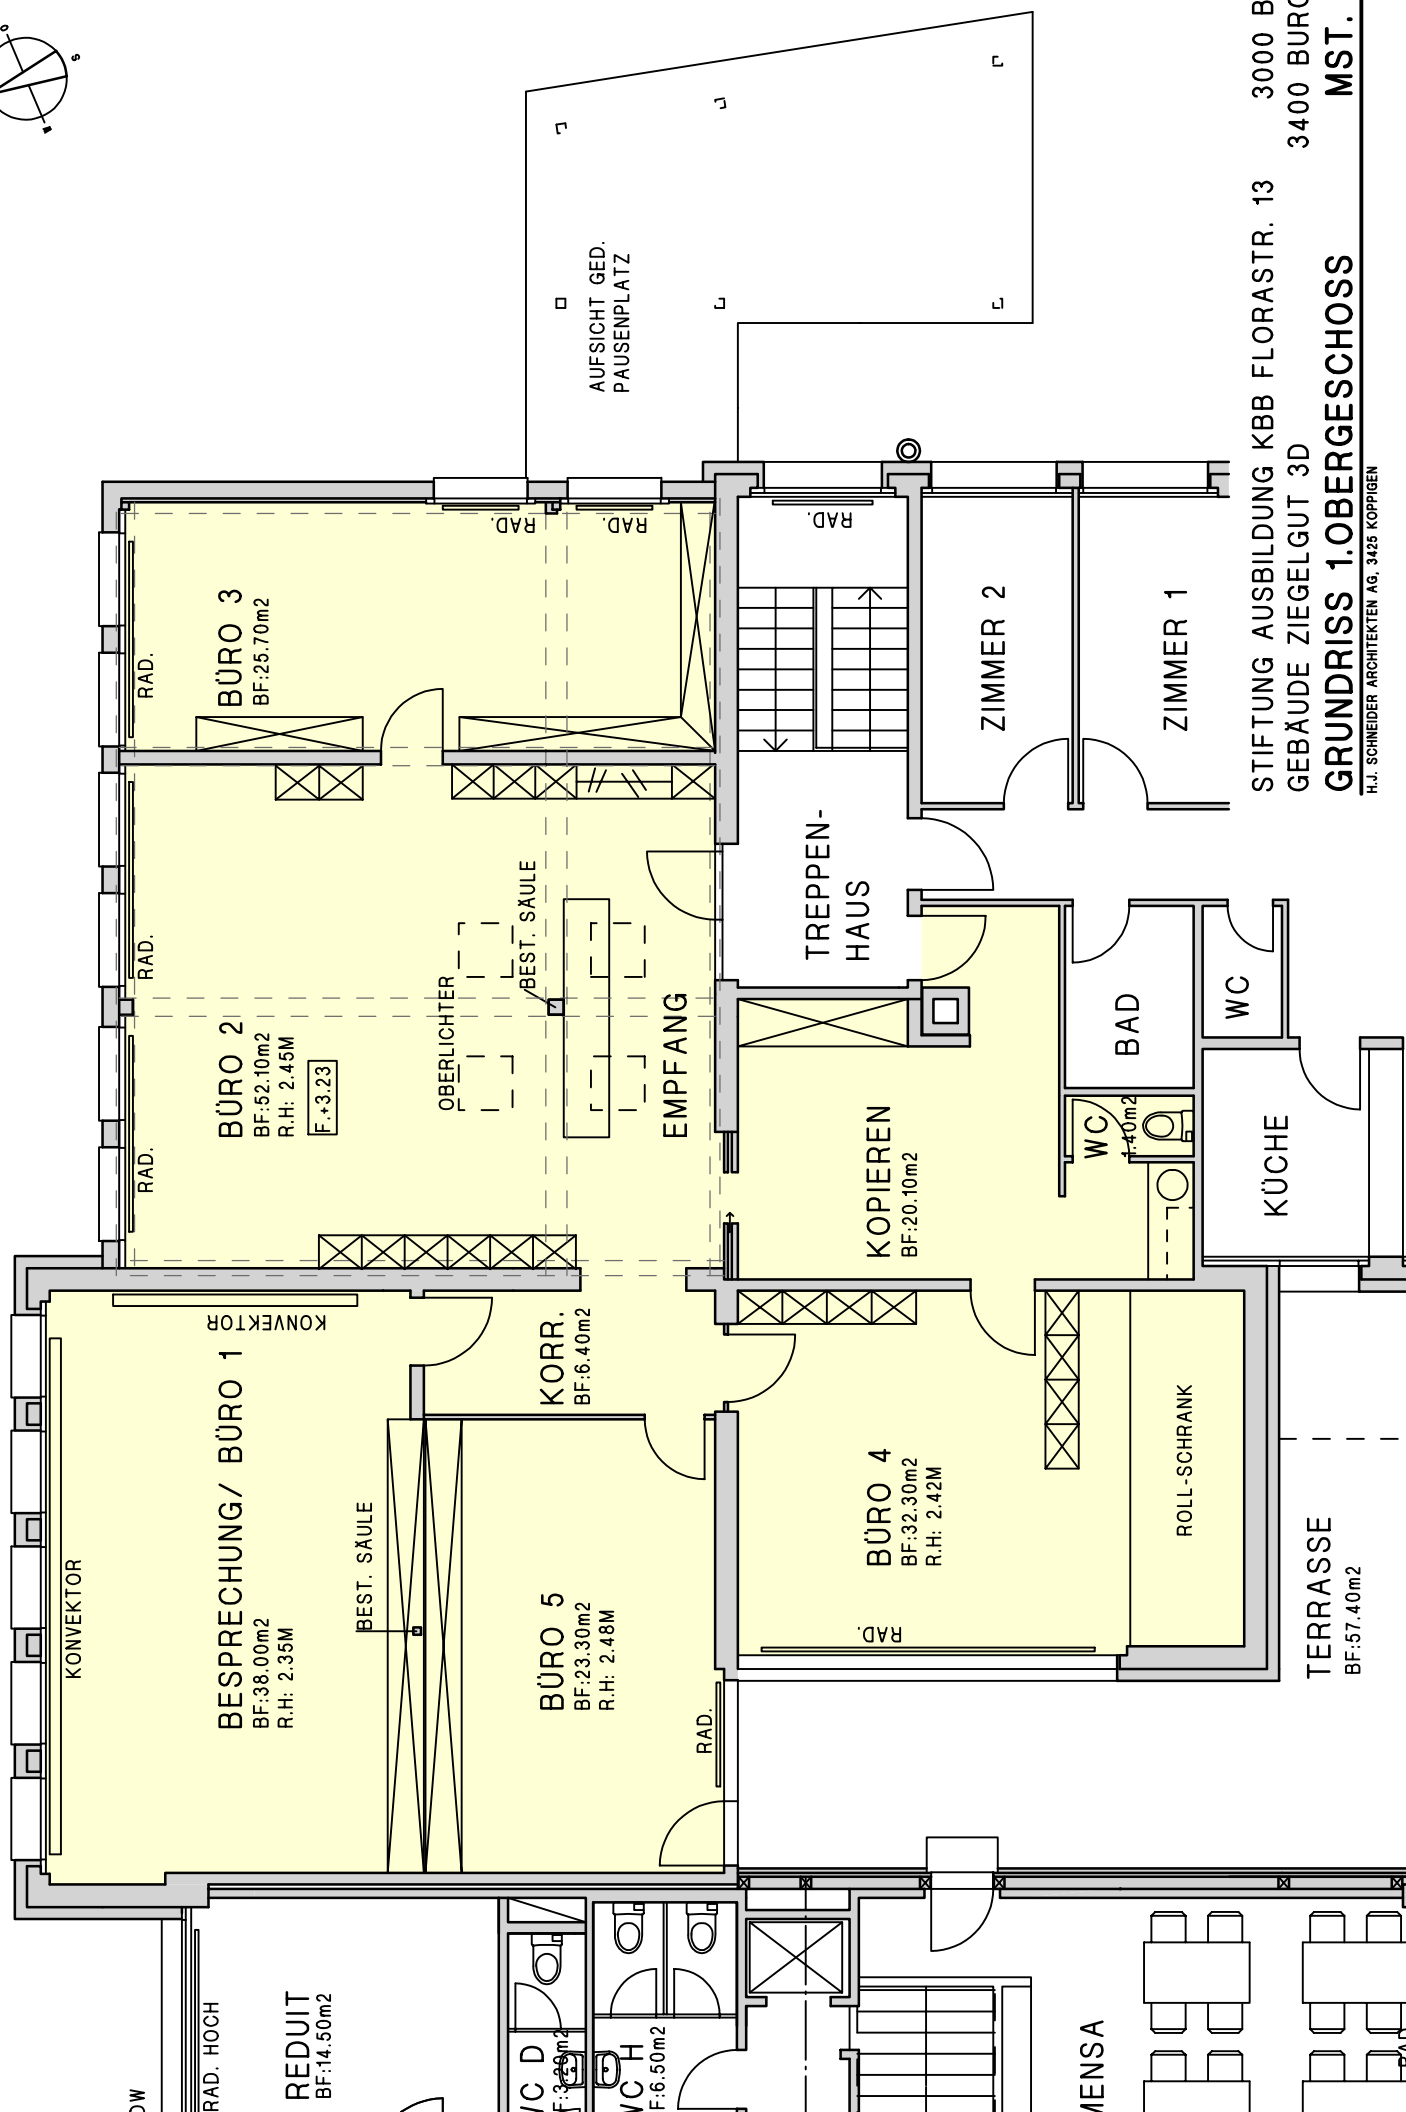 O
S
STIFTUNG AUSBILDUNG KBB FLORASTR. 13 3000 B
GEBÄUDE ZIEGELGUT 3D 3400 BURG
GRUNDRISS 1.OBERGESCHOSS MST.
H.J. SCHNEIDER ARCHITEKTEN AG, 3425 KOPPIGEN
AUFSICHT GED.
PAUSENPLATZ
RAD.
RAD.
RAD.
RAD.
BÜRO 3
BF:25.70m2
ZIMMER 2
ZIMMER 1
TREPPEN-
HAUS
RAD.
RAD.
BÜRO 2
BF:52.10m2
R.H: 2.45M
F.+3.23
OBERLICHTER
BEST. SÄULE
EMPFANG
KOPIEREN
BF:20.10m2
BAD
WC
WC
1.40m2
KÜCHE
KONVEKTOR
KONVEKTOR
BESPRECHUNG/ BÜRO 1
BF:38.00m2
R.H: 2.35M
BEST. SÄULE
KORR.
BF:6.40m2
BÜRO 5
BF:23.30m2
R.H: 2.48M
RAD.
BÜRO 4
BF:32.30m2
R.H: 2.42M
RAD.
ROLL-SCHRANK
TERRASSE
BF:57.40m2
RAD. HOCH
REDUIT
BF:14.50m2
WC D
WC H
F:6.50m2
MENSA